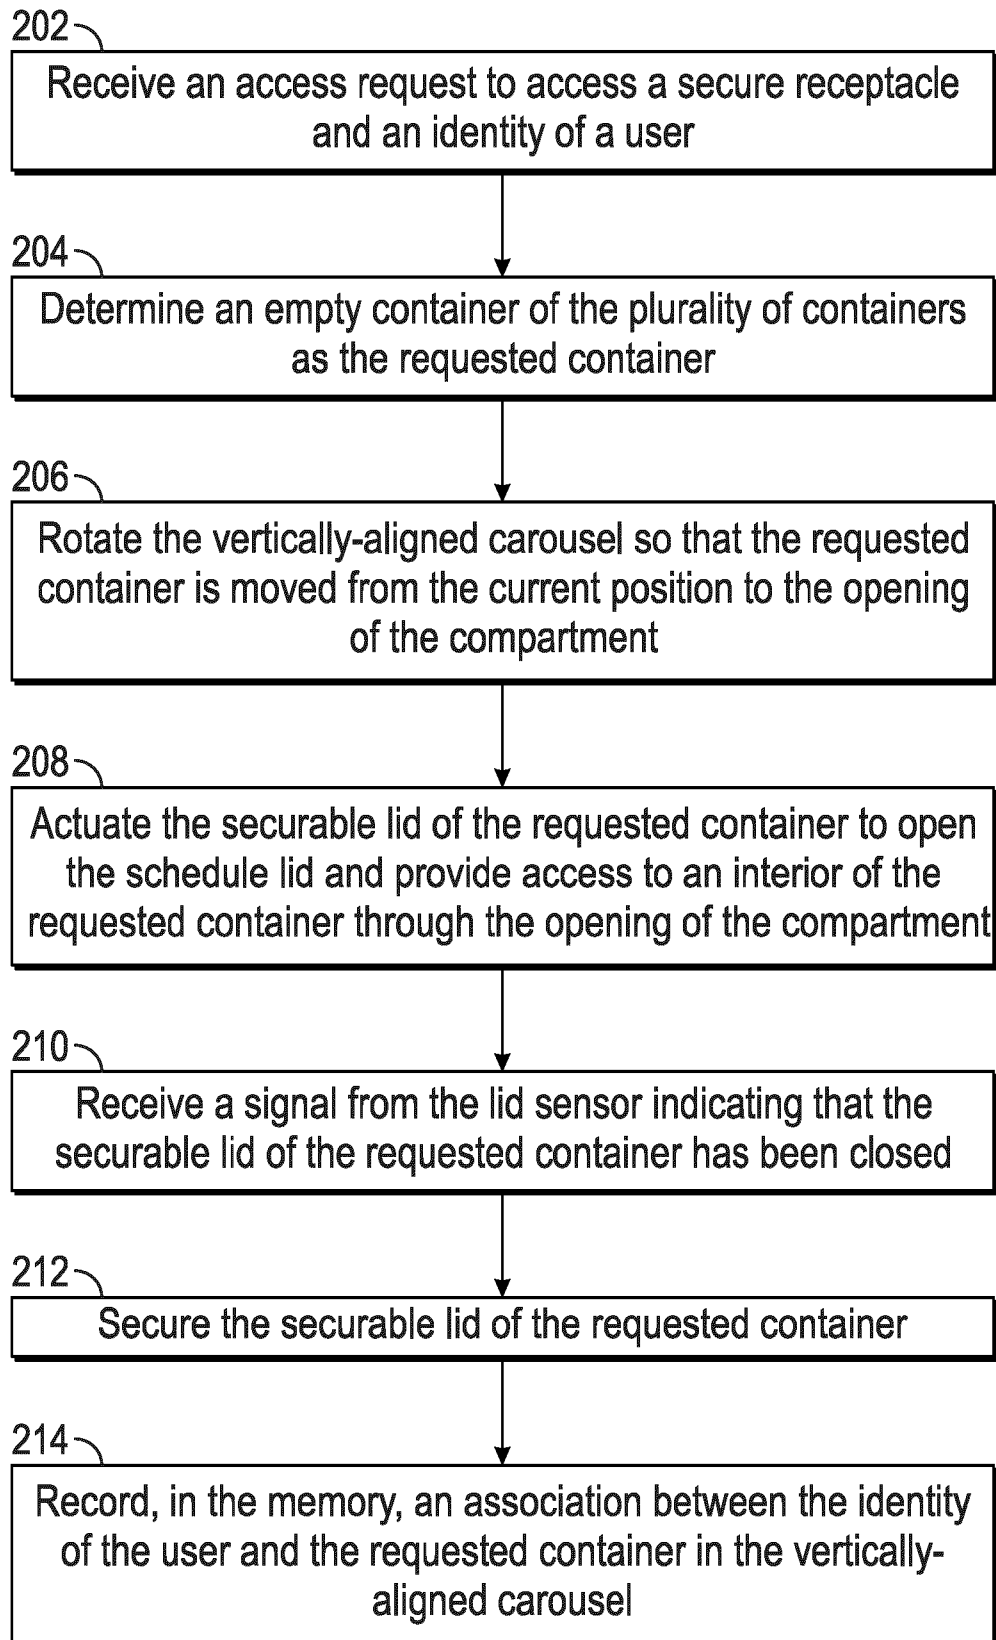 202
Receive an access request to access a secure receptacle
and an identity of a user
204
Determine an empty container of the plurality of containers
as the requested container
206
Rotate the vertically-aligned carousel so that the requested
container is moved from the current position to the opening
of the compartment
208
Actuate the securable lid of the requested container to open
the schedule lid and provide access to an interior of the
requested container through the opening of the compartment
210
Receive a signal from the lid sensor indicating that the
securable lid of the requested container has been closed
212
Secure the securable lid of the requested container
214
Record, in the memory, an association between the identity
of the user and the requested container in the vertically-
aligned carousel